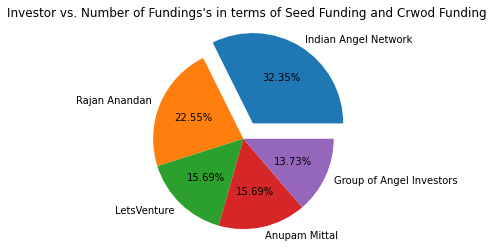 Investor vs. Number of Fundings's in terms of Seed Funding and Crwod Funding
Indian Angel Network
32.35%
Rajan Anandan
22.55%
15.69%
LetsVenture
15.69%
Anupam Mittal
13.73%
Group of Angel Investors